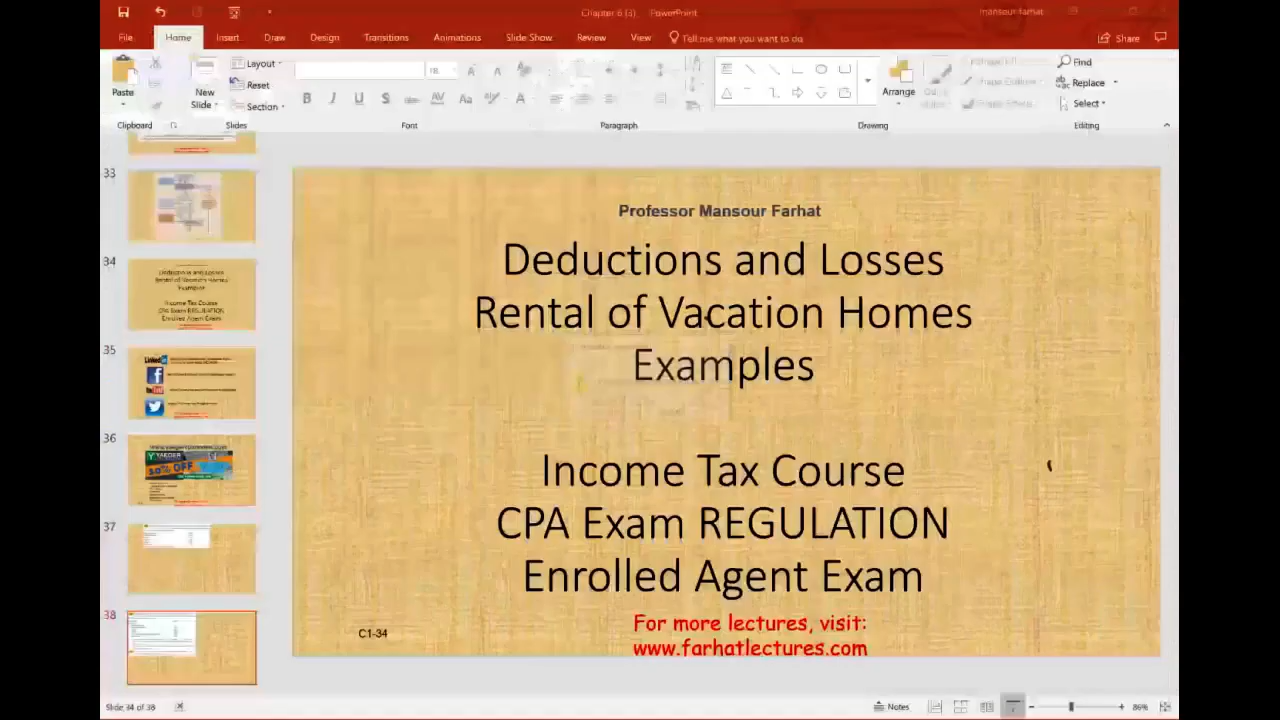 Chapter 6 (3) - PowerPoint
mansour farhat
File Home Insert Draw Design Transitions Animations Slide Show Review View Tell me what you want to do Share
Paste
New
Slide
Layout
Reset
Section
Arrange
Find
Replace
Select
Clipboard Slides Font Paragraph Drawing Editing
33
34
35
36
37
38
Professor Mansour Farhat
Deductions and Losses
Rental of Vacation Homes
Examples
Income Tax Course
CPA Exam REGULATION
Enrolled Agent Exam
For more lectures, visit:
www.farhatlectures.com
C1-34
Slide 34 of 38
Notes
86%